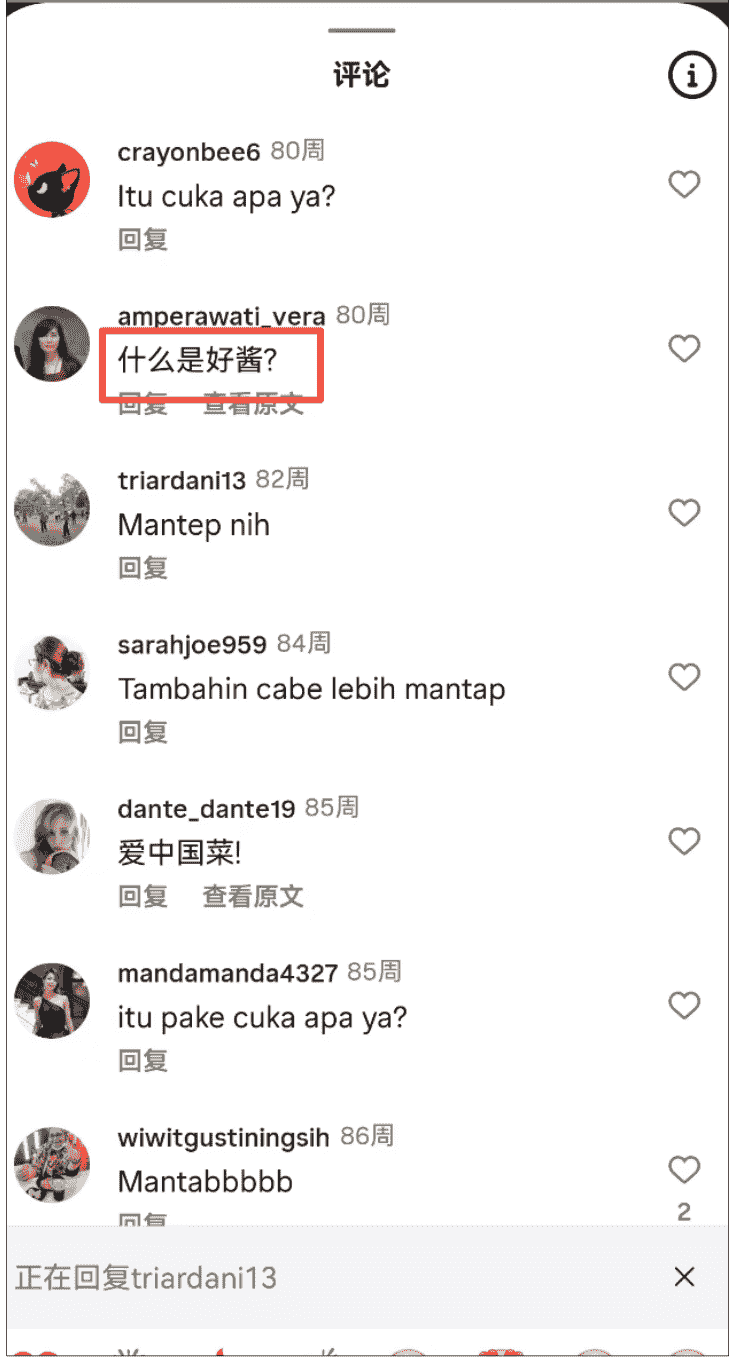 评论
crayonbee6 80周
Itu cuka apa ya?
回复
amperawati_vera 80周
什么是好酱?
回复 查看原文
triardani13 82周
Mantep nih
回复
sarahjoe959 84周
Tambahin cabe lebih mantap
回复
dante_dante19 85周
爱中国菜!
回复 查看原文
mandamanda4327 85周
itu pake cuka apa ya?
回复
wiwitgustiningsih 86周
Mantabbbbb
回复
2
正在回复triardani13